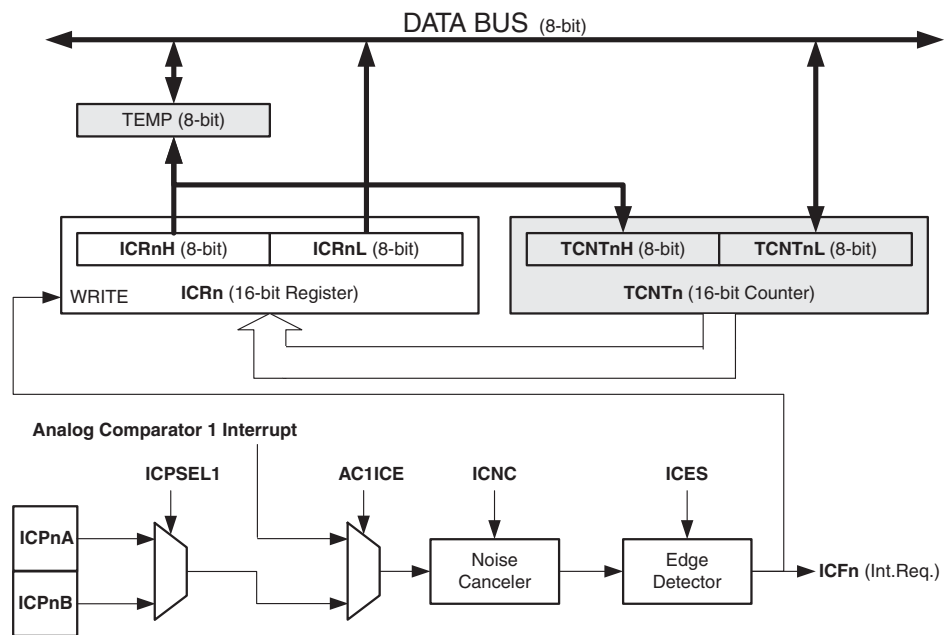 DATA BUS (8-bit)
TEMP (8-bit)
ICRnH (8-bit) ICRnL (8-bit) TCNTnH (8-bit) TCNTnL (8-bit)
WRITE ICRn (16-bit Register) TCNTn (16-bit Counter)
Analog Comparator 1 Interrupt
ICPSEL1 AC1ICE ICNC ICES
ICPnA
Noise Canceler
Edge Detector
ICFn (Int.Req.)
ICPnB